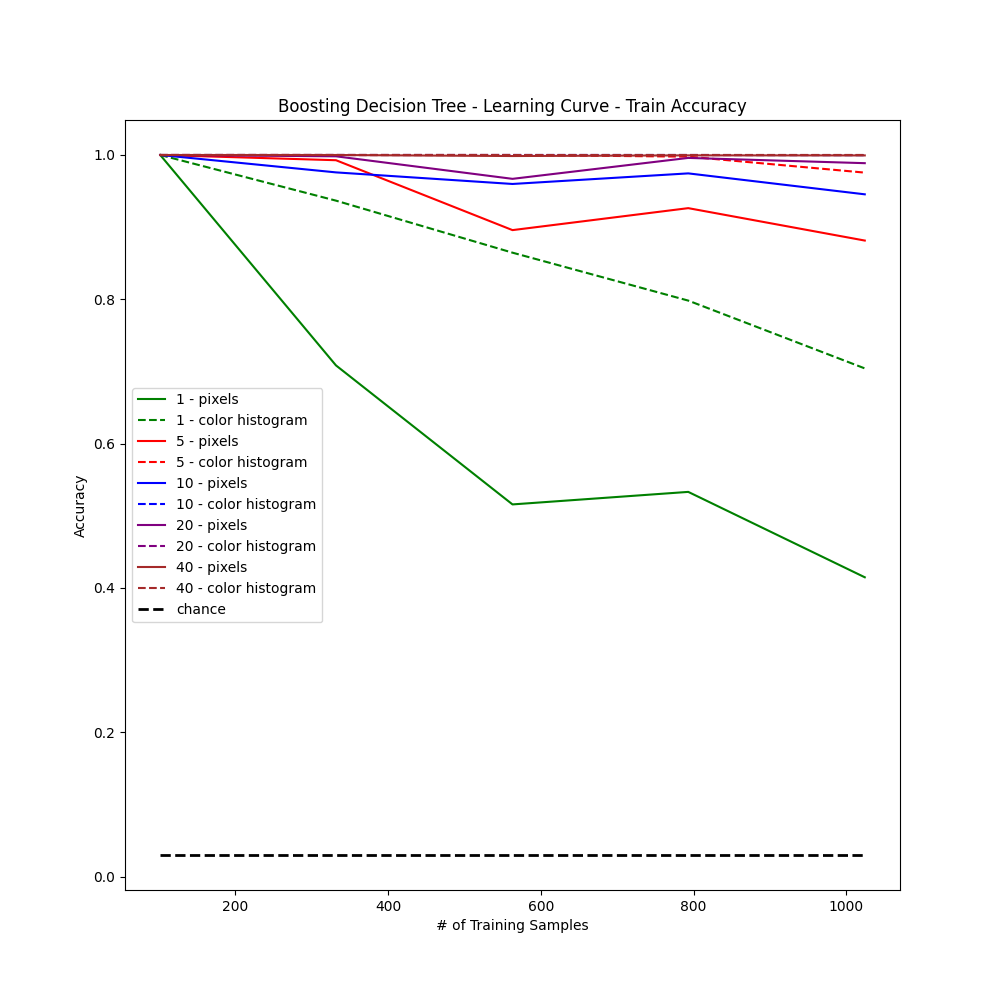 Boosting Decision Tree - Learning Curve - Train Accuracy
1.0
0.8
0.6
0.4
0.2
0.0
Accuracy
1 - pixels
1 - color histogram
5 - pixels
5 - color histogram
10 - pixels
10 - color histogram
20 - pixels
20 - color histogram
40 - pixels
40 - color histogram
chance
200 400 600 800 1000
# of Training Samples